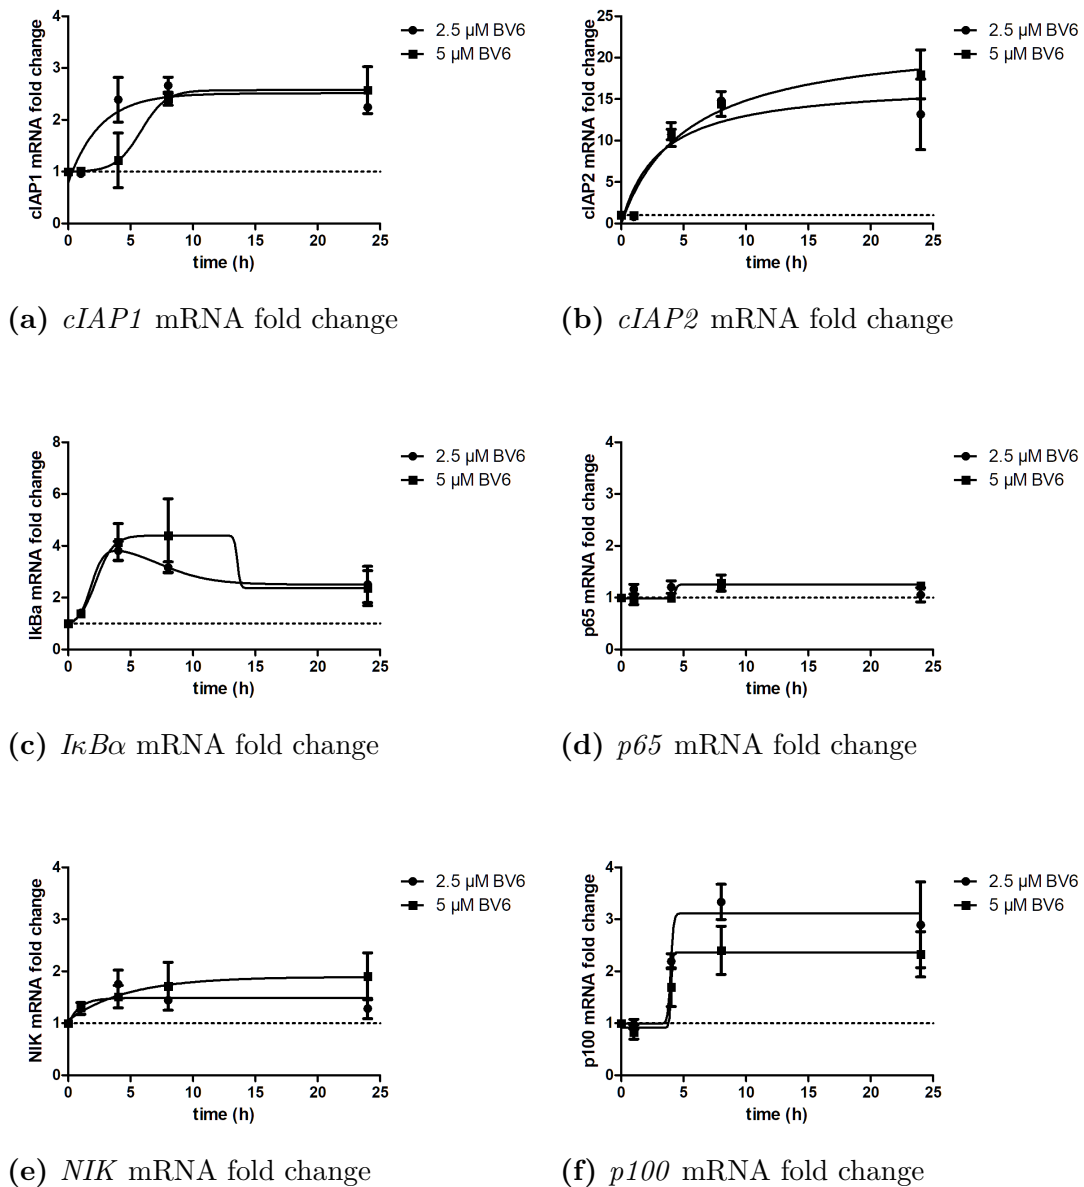 4
3
2
1
0
cIAP1 mRNA fold change
0 5 10 15 20 25
time (h)
2.5 µM BV6
5 µM BV6
(a) cIAP1 mRNA fold change
25
20
15
10
5
0
cIAP2 mRNA fold change
0 5 10 15 20 25
time (h)
2.5 µM BV6
5 µM BV6
(b) cIAP2 mRNA fold change
8
6
4
2
0
IkBa mRNA fold change
0 5 10 15 20 25
time (h)
2.5 µM BV6
5 µM BV6
(c) IκBα mRNA fold change
4
3
2
1
0
p65 mRNA fold change
0 5 10 15 20 25
time (h)
2.5 µM BV6
5 µM BV6
(d) p65 mRNA fold change
4
3
2
1
0
NIK mRNA fold change
0 5 10 15 20 25
time (h)
2.5 µM BV6
5 µM BV6
(e) NIK mRNA fold change
4
3
2
1
0
p100 mRNA fold change
0 5 10 15 20 25
time (h)
2.5 µM BV6
5 µM BV6
(f) p100 mRNA fold change